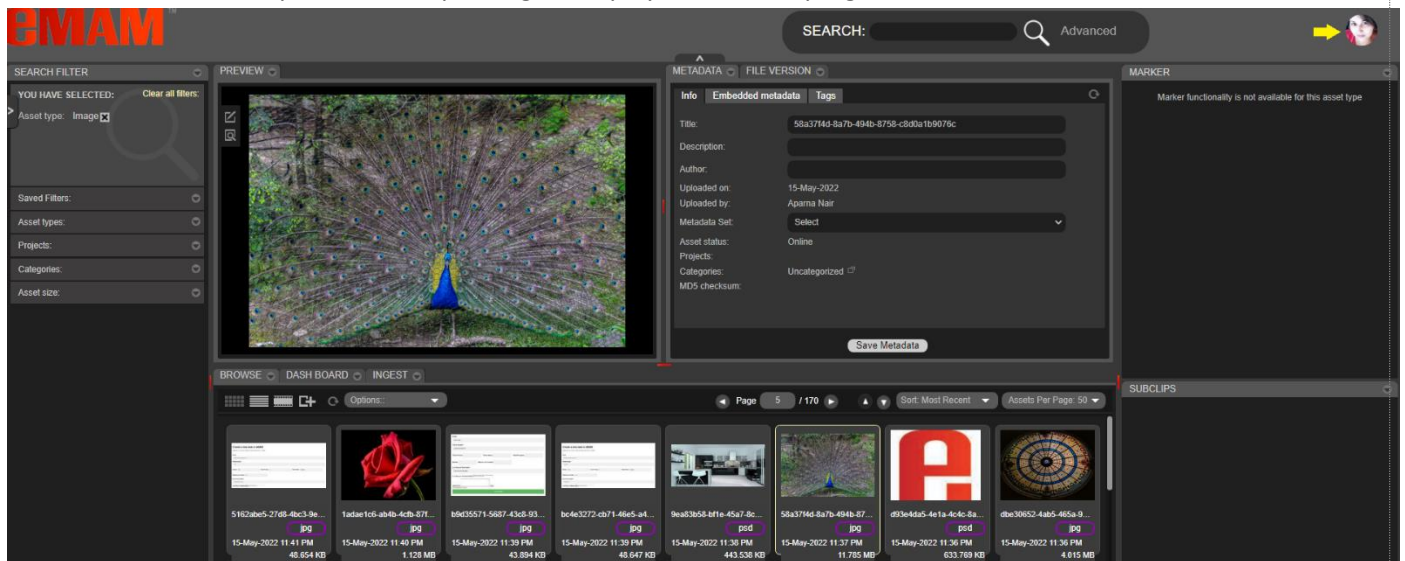 eMAM™
SEARCH:
Advanced
SEARCH FILTER
YOU HAVE SELECTED:
Clear all filters:
Asset type: Image
Saved Filters:
Asset types:
Projects:
Categories:
Asset size:
PREVIEW
METADATA FILE VERSION
Info Embedded metadata Tags
Title: 58a37f4d-8a7b-494b-8758-c8d0a1b9076c
Description:
Author:
Uploaded on: 15-May-2022
Uploaded by: Aparna Nair
Metadata Set: Select
Asset status: Online
Projects:
Categories: Uncategorized
MD5 checksum:
Save Metadata
MARKER
Marker functionality is not available for this asset type
SUBCLIPS
BROWSE DASH BOARD INGEST
Options::
Page 5 / 170
Sort: Most Recent
Assets Per Page: 50
5162abe5-27d8-4bc3-9e...
jpg
15-May-2022 11:41 PM
48.654 KB
1adae1c6-ab4b-4cfb-87f...
jpg
15-May-2022 11:40 PM
1.128 MB
b9d35571-5687-43c8-93...
jpg
15-May-2022 11:39 PM
43.894 KB
bc4e3272-cb71-46e5-a4...
jpg
15-May-2022 11:39 PM
48.647 KB
9ea83b58-bf1e-45a7-8c...
psd
15-May-2022 11:38 PM
443.538 KB
58a37f4d-8a7b-494b-87...
jpg
15-May-2022 11:37 PM
11.785 MB
d93e4da5-4e1a-4c4c-8a...
psd
15-May-2022 11:36 PM
633.769 KB
dbe30652-4ab5-465a-9...
jpg
15-May-2022 11:36 PM
4.015 MB